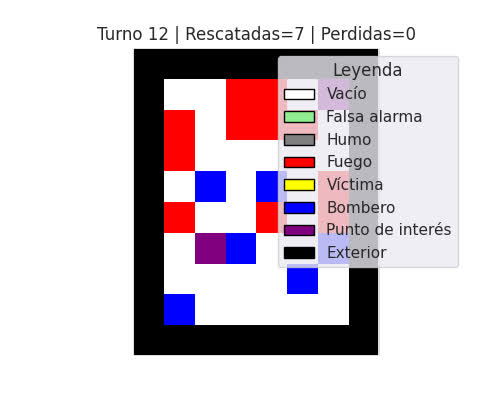 Turno 12 | Rescatadas=7 | Perdidas=0
Leyenda
Vacío
Falsa alarma
Humo
Fuego
Víctima
Bombero
Punto de interés
Exterior